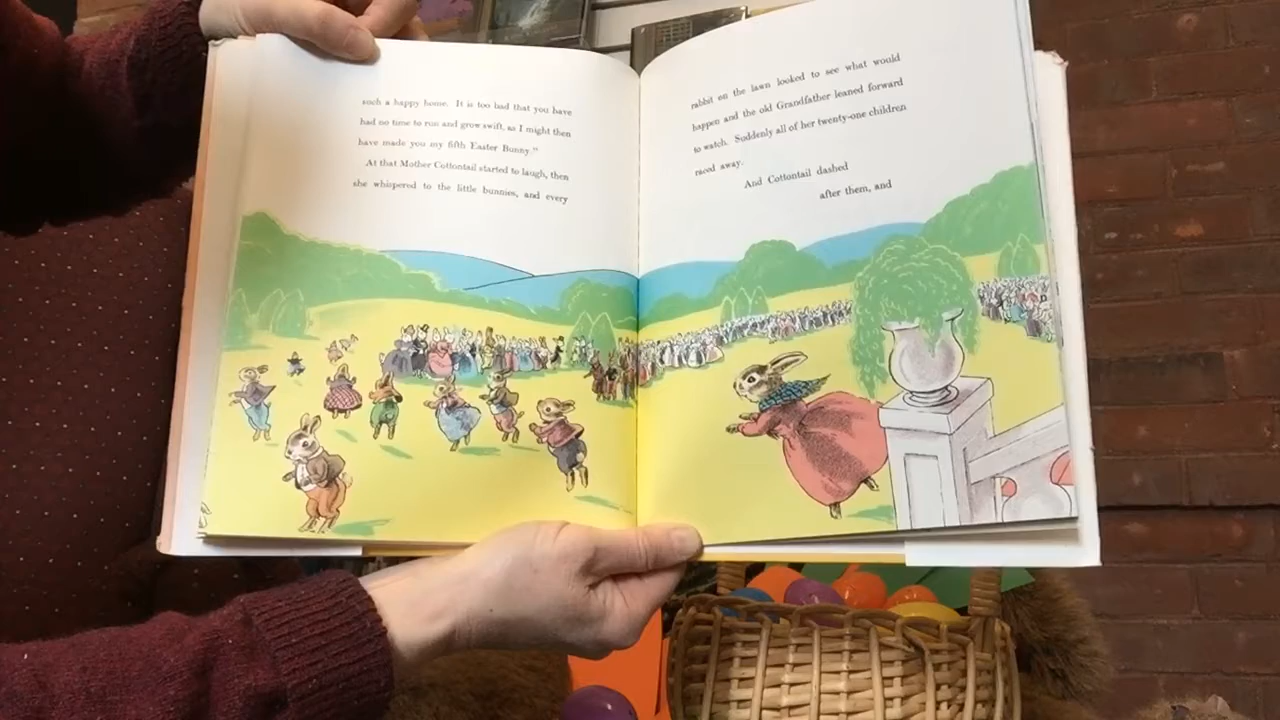 such a happy home. It is too bad that you have
had no time to run and grow swift, so I might then
have made you my fifth Easter Bunny."
At that Mother Cottontail started to laugh, then
she whispered to the little bunnies, and every
rabbit on the lawn looked to see what would
happen and the old Grandfather leaned forward
to watch. Suddenly all of her twenty-one children
raced away.
And Cottontail dashed
after them, and